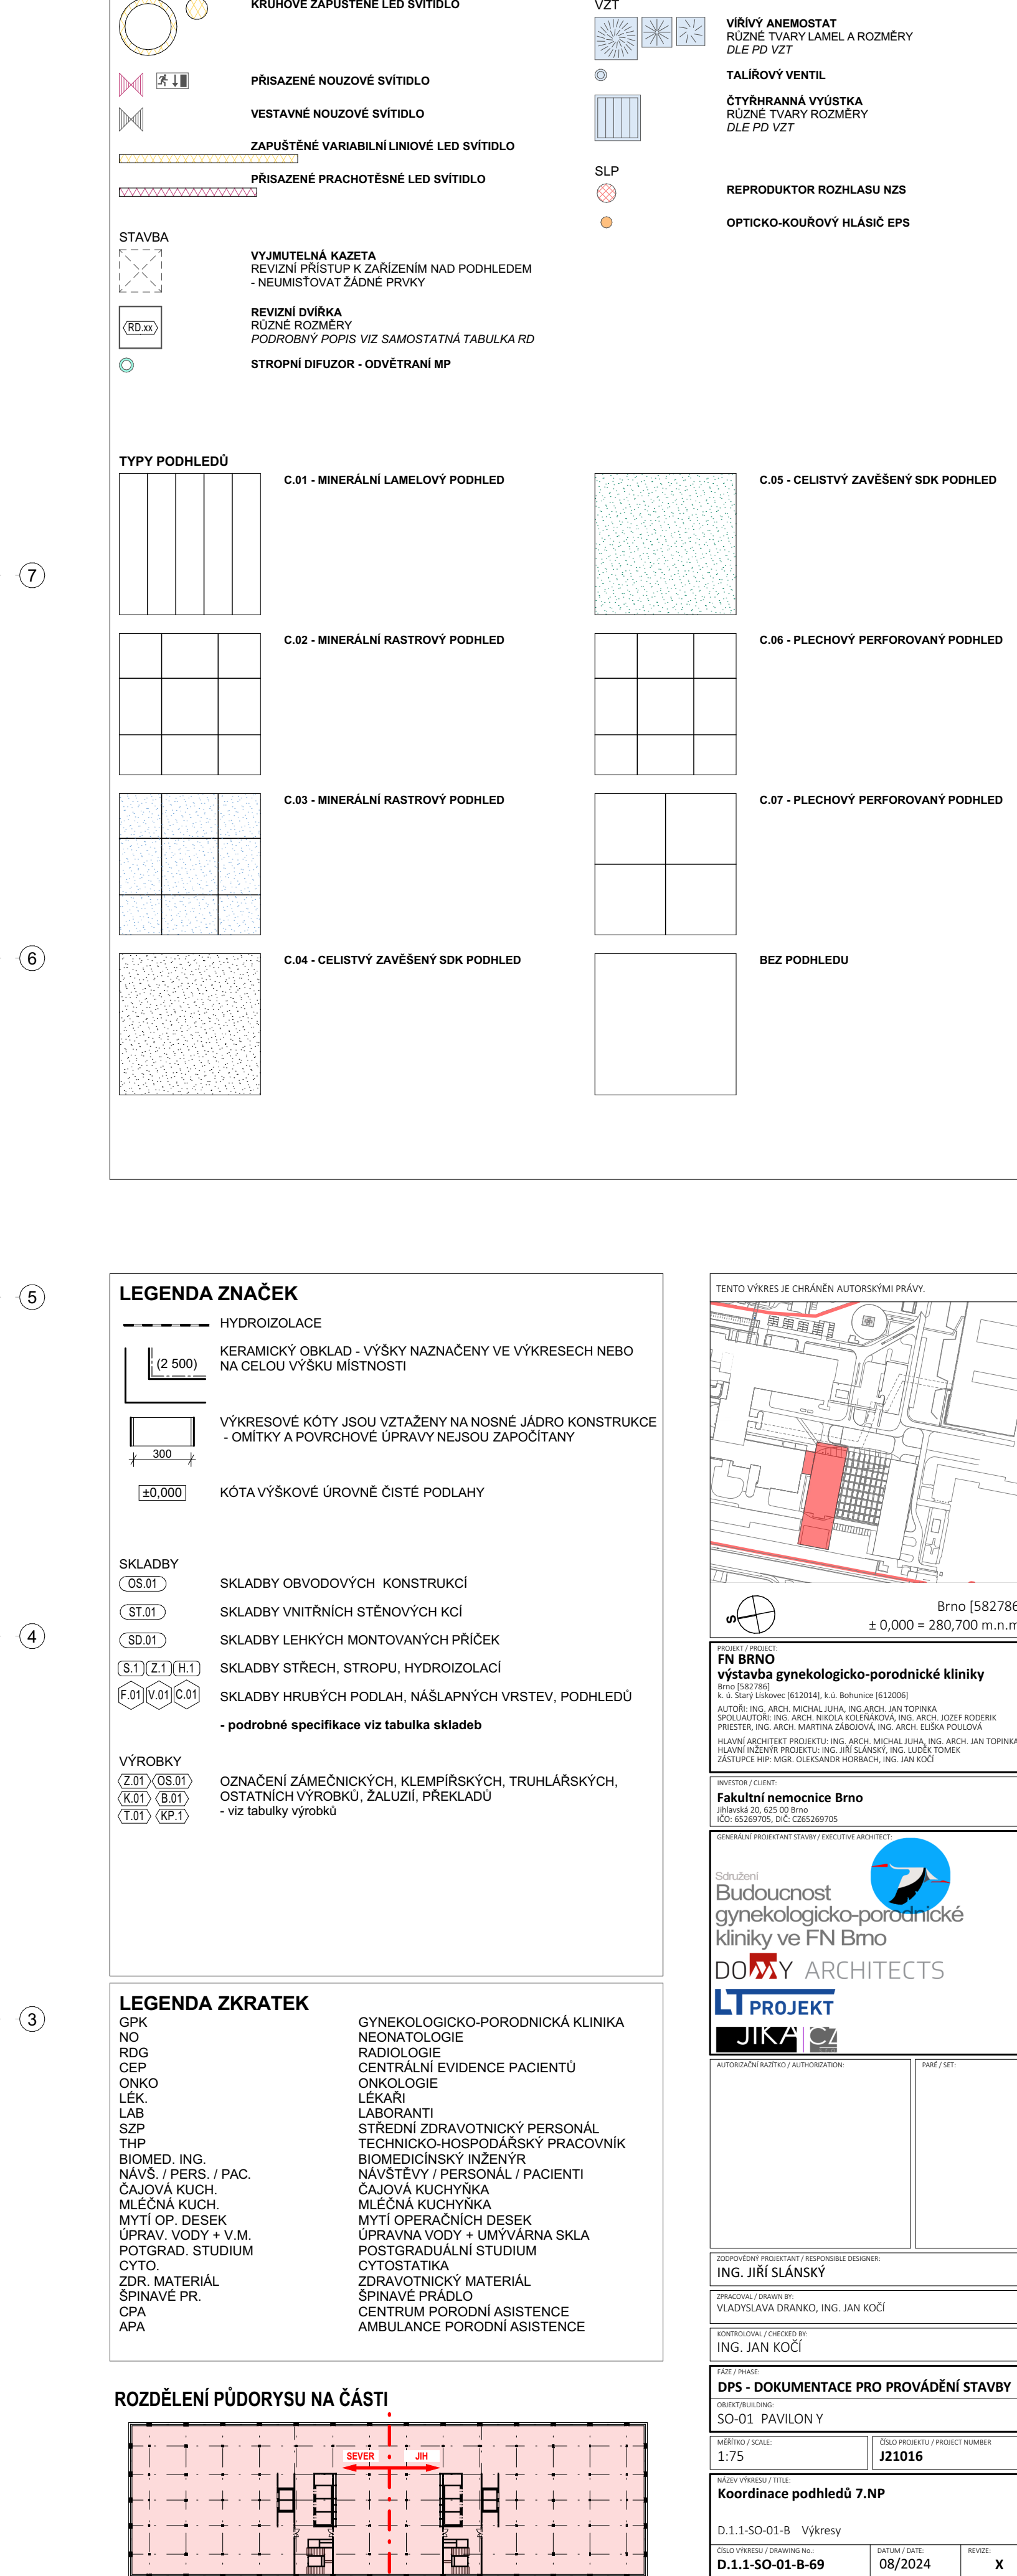 KRUHOVÉ ZAPUŠTĚNÉ LED SVÍTIDLO
PŘISAZENÉ NOUZOVÉ SVÍTIDLO
VESTAVNÉ NOUZOVÉ SVÍTIDLO
ZAPUŠTĚNÉ VARIABILNÍ LINIOVÉ LED SVÍTIDLO
PŘISAZENÉ PRACHOTĚSNÉ LED SVÍTIDLO
VZT
VÍŘIVÝ ANEMOSTAT
RŮZNÉ TVARY LAMEL A ROZMĚRY
DLE PD VZT
TALÍŘOVÝ VENTIL
ČTYŘHRANNÁ VYÚSTKA
RŮZNÉ TVARY ROZMĚRY
DLE PD VZT
SLP
REPRODUKTOR ROZHLASU NZS
OPTICKO-KOUŘOVÝ HLÁSIČ EPS
STAVBA
VYJMUTELNÁ KAZETA
REVIZNÍ PŘÍSTUP K ZAŘÍZENÍM NAD PODHLEDEM
- NEUMISŤOVAT ŽÁDNÉ PRVKY
RD.xx
REVIZNÍ DVÍŘKA
RŮZNÉ ROZMĚRY
PODROBNÝ POPIS VIZ SAMOSTATNÁ TABULKA RD
STROPNÍ DIFUZOR - ODVĚTRANÍ MP
TYPY PODHLEDŮ
C.01 - MINERÁLNÍ LAMELOVÝ PODHLED
C.05 - CELISTVÝ ZAVĚŠENÝ SDK PODHLED
7
C.02 - MINERÁLNÍ RASTROVÝ PODHLED
C.06 - PLECHOVÝ PERFOROVANÝ PODHLED
C.03 - MINERÁLNÍ RASTROVÝ PODHLED
C.07 - PLECHOVÝ PERFOROVANÝ PODHLED
6
C.04 - CELISTVÝ ZAVĚŠENÝ SDK PODHLED
BEZ PODHLEDU
5
LEGENDA ZNAČEK
HYDROIZOLACE
(2 500)
KERAMICKÝ OBKLAD - VÝŠKY NAZNAČENY VE VÝKRESECH NEBO
NA CELOU VÝŠKU MÍSTNOSTI
300
VÝKRESOVÉ KÓTY JSOU VZTAŽENY NA NOSNÉ JÁDRO KONSTRUKCE
- OMÍTKY A POVRCHOVÉ ÚPRAVY NEJSOU ZAPOČÍTANY
±0,000
KÓTA VÝŠKOVÉ ÚROVNĚ ČISTÉ PODLAHY
SKLADBY
OS.01 SKLADBY OBVODOVÝCH KONSTRUKCÍ
ST.01 SKLADBY VNITŘNÍCH STĚNOVÝCH KCÍ
4
SD.01 SKLADBY LEHKÝCH MONTOVANÝCH PŘÍČEK
S.1 Z.1 H.1 SKLADBY STŘECH, STROPU, HYDROIZOLACÍ
F.01 V.01 C.01 SKLADBY HRUBÝCH PODLAH, NÁŠLAPNÝCH VRSTEV, PODHLEDŮ
- podrobné specifikace viz tabulka skladeb
VÝROBKY
Z.01 OS.01
K.01 B.01
T.01 KP.1
OZNAČENÍ ZÁMEČNICKÝCH, KLEMPÍŘSKÝCH, TRUHLÁŘSKÝCH,
OSTATNÍCH VÝROBKŮ, ŽALUZIÍ, PŘEKLADŮ
- viz tabulky výrobků
3
LEGENDA ZKRATEK
GPK GYNEKOLOGICKO-PORODNICKÁ KLINIKA
NO NEONATOLOGIE
RDG RADIOLOGIE
CEP CENTRÁLNÍ EVIDENCE PACIENTŮ
ONKO ONKOLOGIE
LÉK. LÉKAŘI
LAB LABORANTI
SZP STŘEDNÍ ZDRAVOTNICKÝ PERSONÁL
THP TECHNICKO-HOSPODÁŘSKÝ PRACOVNÍK
BIOMED. ING. BIOMEDICÍNSKÝ INŽENÝR
NÁVŠ. / PERS. / PAC. NÁVŠTĚVY / PERSONÁL / PACIENTI
ČAJOVÁ KUCH. ČAJOVÁ KUCHYŇKA
MLÉČNÁ KUCH. MLÉČNÁ KUCHYŇKA
MYTÍ OP. DESEK MYTÍ OPERAČNÍCH DESEK
ÚPRAV. VODY + V.M. ÚPRAVNA VODY + UMÝVÁRNA SKLA
POTGRAD. STUDIUM POSTGRADUÁLNÍ STUDIUM
CYTO. CYTOSTATIKA
ZDR. MATERIÁL ZDRAVOTNICKÝ MATERIÁL
ŠPINAVÉ PR. ŠPINAVÉ PRÁDLO
CPA CENTRUM PORODNÍ ASISTENCE
APA AMBULANCE PORODNÍ ASISTENCE
ROZDĚLENÍ PŮDORYSU NA ČÁSTI
SEVER JIH
TENTO VÝKRES JE CHRÁNĚN AUTORSKÝMI PRÁVY.
S
Brno [582786
± 0,000 = 280,700 m.n.m
PROJEKT / PROJECT:
FN BRNO
výstavba gynekologicko-porodnické kliniky
Brno [582786]
k. ú. Starý Lískovec [612014], k.ú. Bohunice [612006]
AUTOŘI: ING. ARCH. MICHAL JUHA, ING.ARCH. JAN TOPINKA
SPOLUAUTOŘI: ING. ARCH. NIKOLA KOLEŇÁKOVÁ, ING. ARCH. JOZEF RODERIK
PRIESTER, ING. ARCH. MARTINA ZÁBOJOVÁ, ING. ARCH. ELIŠKA POULOVÁ
HLAVNÍ ARCHITEKT PROJEKTU: ING. ARCH. MICHAL JUHA, ING. ARCH. JAN TOPINKA
HLAVNÍ INŽENÝR PROJEKTU: ING. JIŘÍ SLÁNSKÝ, ING. LUDĚK TOMEK
ZÁSTUPCE HIP: MGR. OLEKSANDR HORBACH, ING. JAN KOČÍ
INVESTOR / CLIENT:
Fakultní nemocnice Brno
Jihlavská 20, 625 00 Brno
IČO: 65269705, DIČ: CZ65269705
GENERÁLNÍ PROJEKTANT STAVBY / EXECUTIVE ARCHITECT:
Sdružení
Budoucnost
gynekologicko-porodnické
kliniky ve FN Brno
DOMY ARCHITECTS
LT PROJEKT
JIKA CZ
AUTORIZAČNÍ RAZÍTKO / AUTHORIZATION:
PARÉ / SET:
ZODPOVĚDNÝ PROJEKTANT / RESPONSIBLE DESIGNER:
ING. JIŘÍ SLÁNSKÝ
ZPRACOVAL / DRAWN BY:
VLADYSLAVA DRANKO, ING. JAN KOČÍ
KONTROLOVAL / CHECKED BY:
ING. JAN KOČÍ
FÁZE / PHASE:
DPS - DOKUMENTACE PRO PROVÁDĚNÍ STAVBY
OBJEKT/BUILDING:
SO-01 PAVILON Y
MĚŘÍTKO / SCALE:
1:75
ČÍSLO PROJEKTU / PROJECT NUMBER
J21016
NÁZEV VÝKRESU / TITLE:
Koordinace podhledů 7.NP
D.1.1-SO-01-B Výkresy
ČÍSLO VÝKRESU / DRAWING No.:
D.1.1-SO-01-B-69
DATUM / DATE:
08/2024
REVIZE:
X